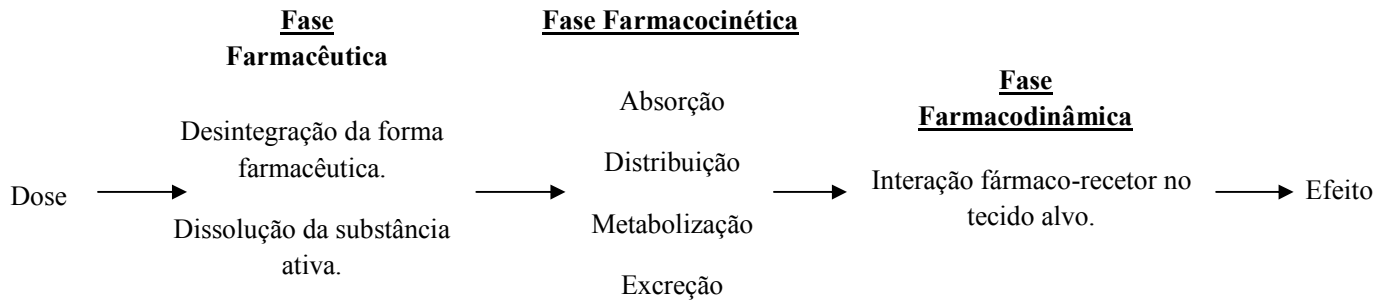 Dose
Fase
Farmacêutica
Desintegração da forma
farmacêutica.
Dissolução da substância
ativa.
Fase Farmacocinética
Absorção
Distribuição
Metabolização
Excreção
Fase
Farmacodinâmica
Interação fármaco-recetor no
tecido alvo.
Efeito